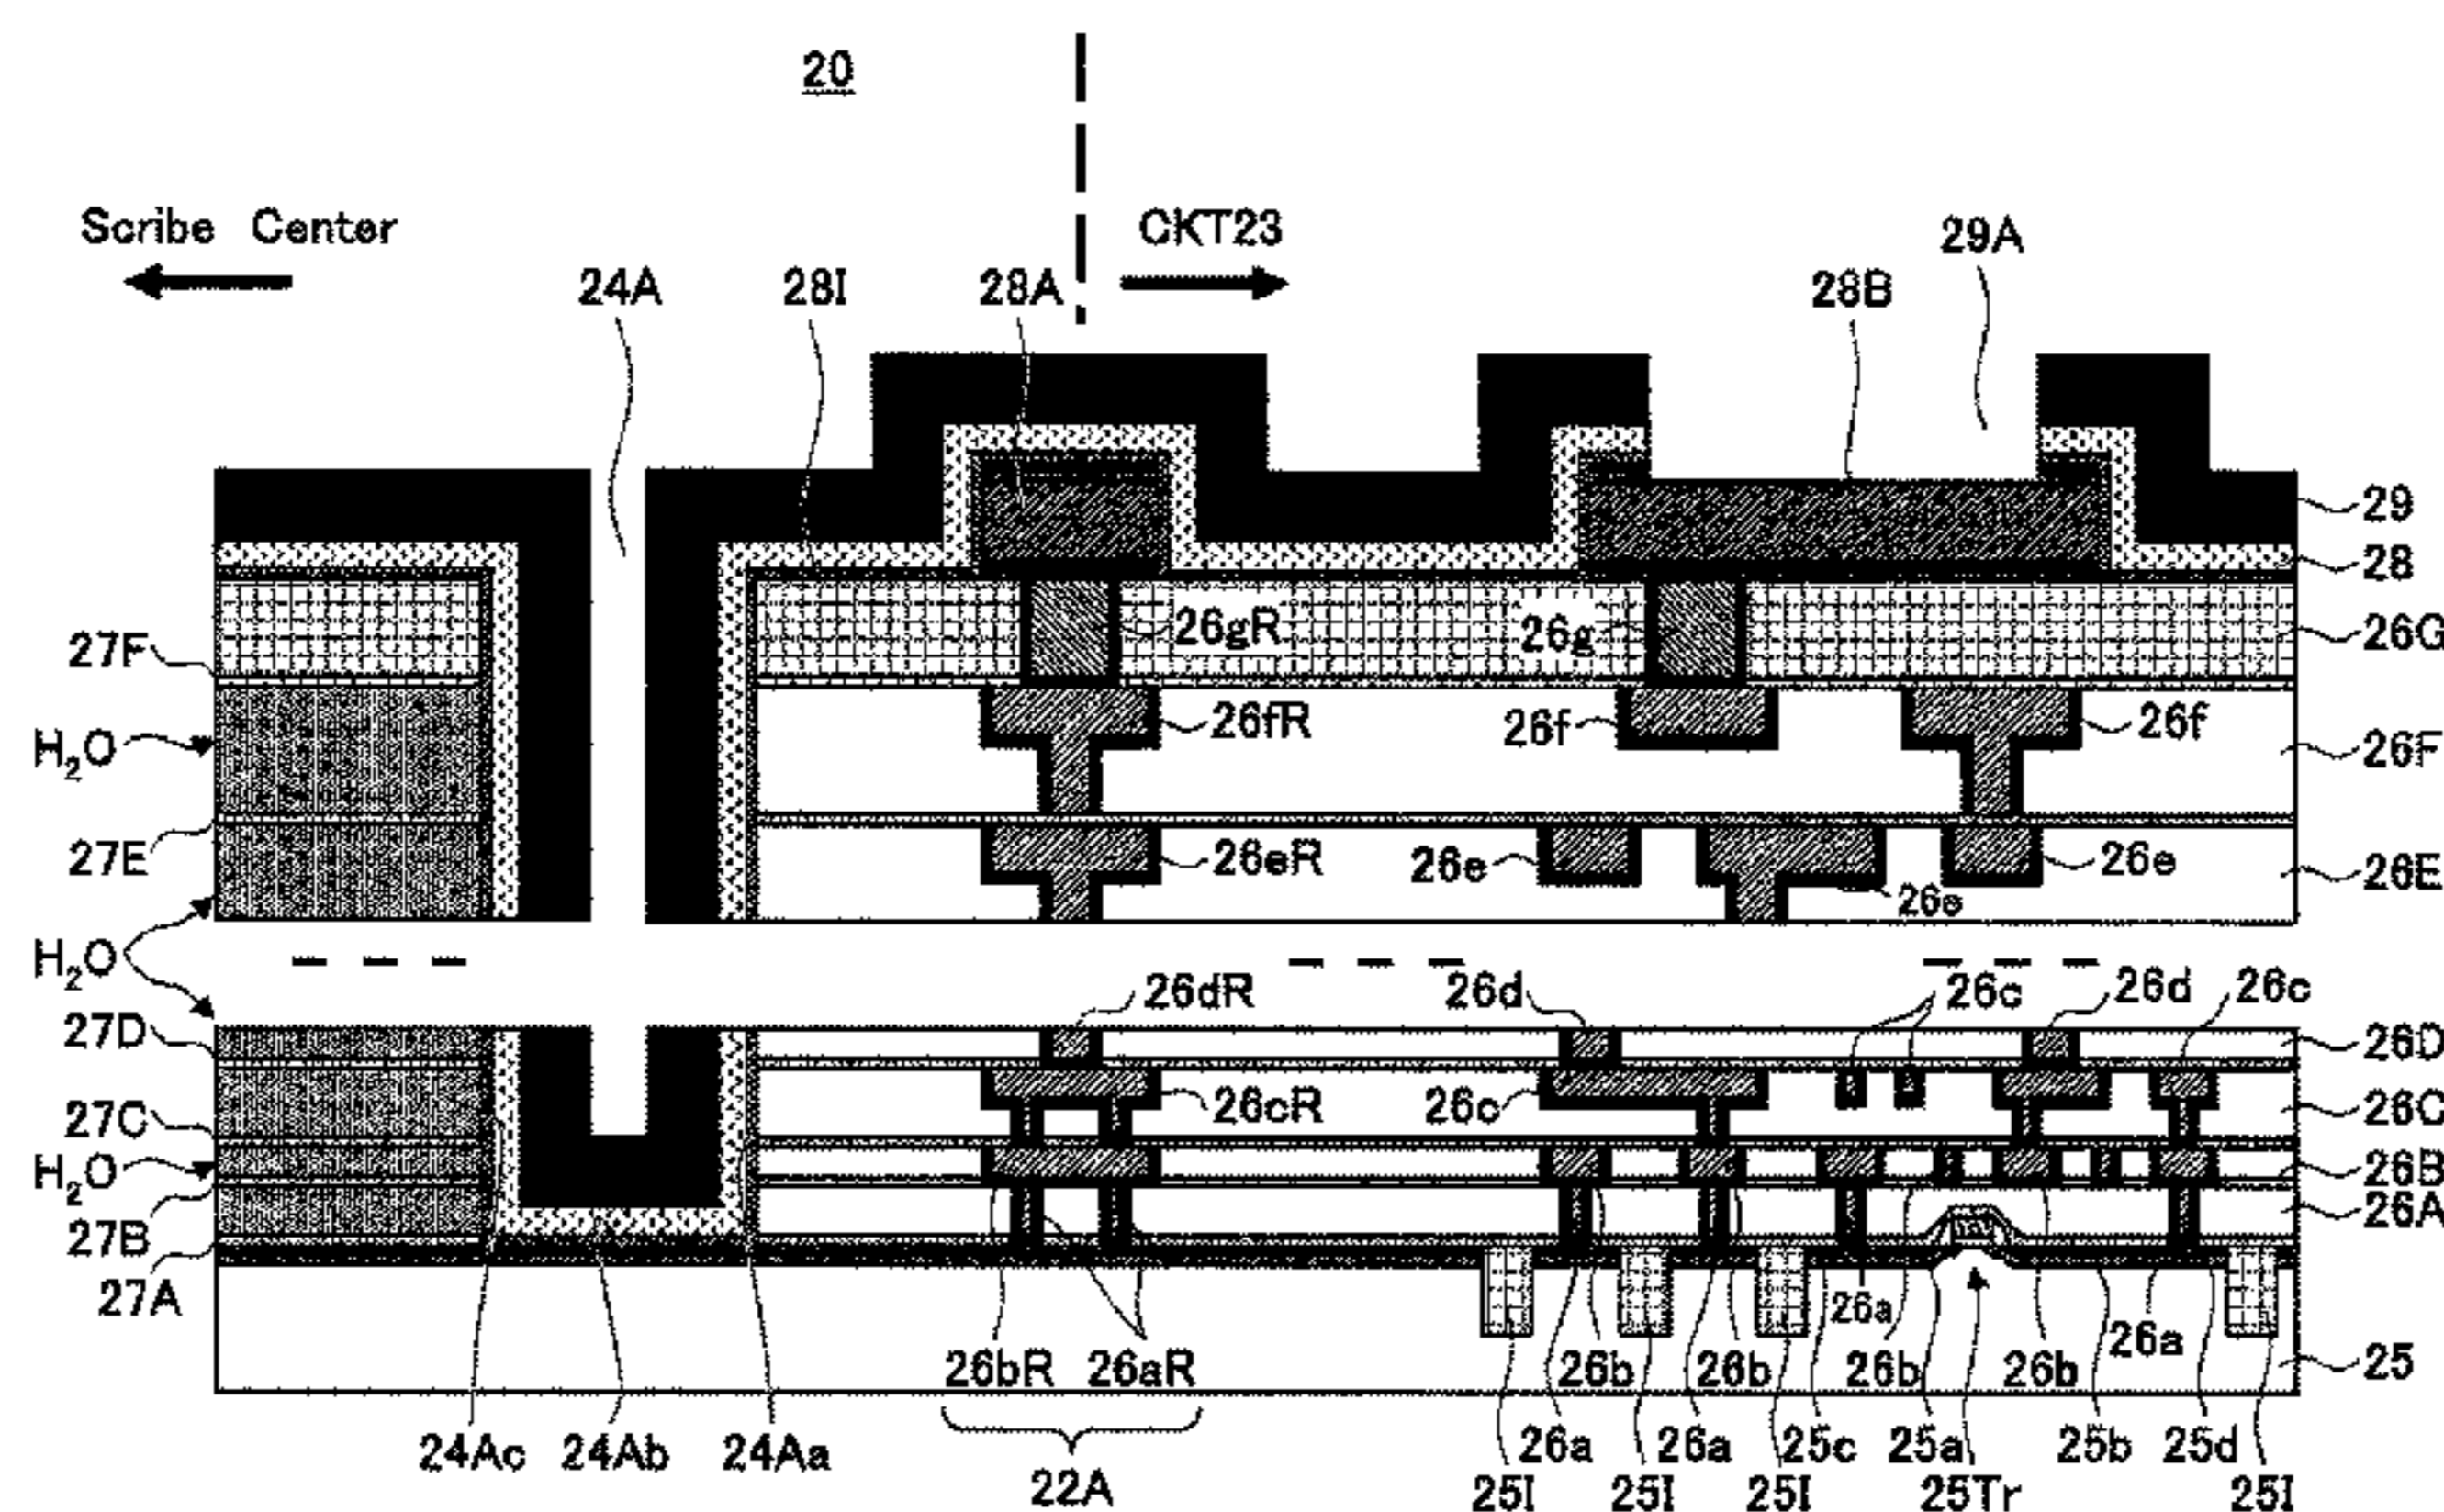 20
Scribe Center
CKT23
29A
24A 28I 28A 28B
29
28
27F 26gR 26g 26G
H₂O 26fR 26f 26f 26F
27E 26eR 26e 26e 26e 26E
H₂O
26dR 26d 26c 26d 26c
27D 26D
27C 26cR 26c 26C
H₂O 26B
27B 26A
27A 26a
26bR 26aR 26b 26b 26b 26b 26a 25
24Ac 24Ab 24Aa 26a 26a 25c 25a 25b 25d
22A 25I 25I 25I 25Tr 25I